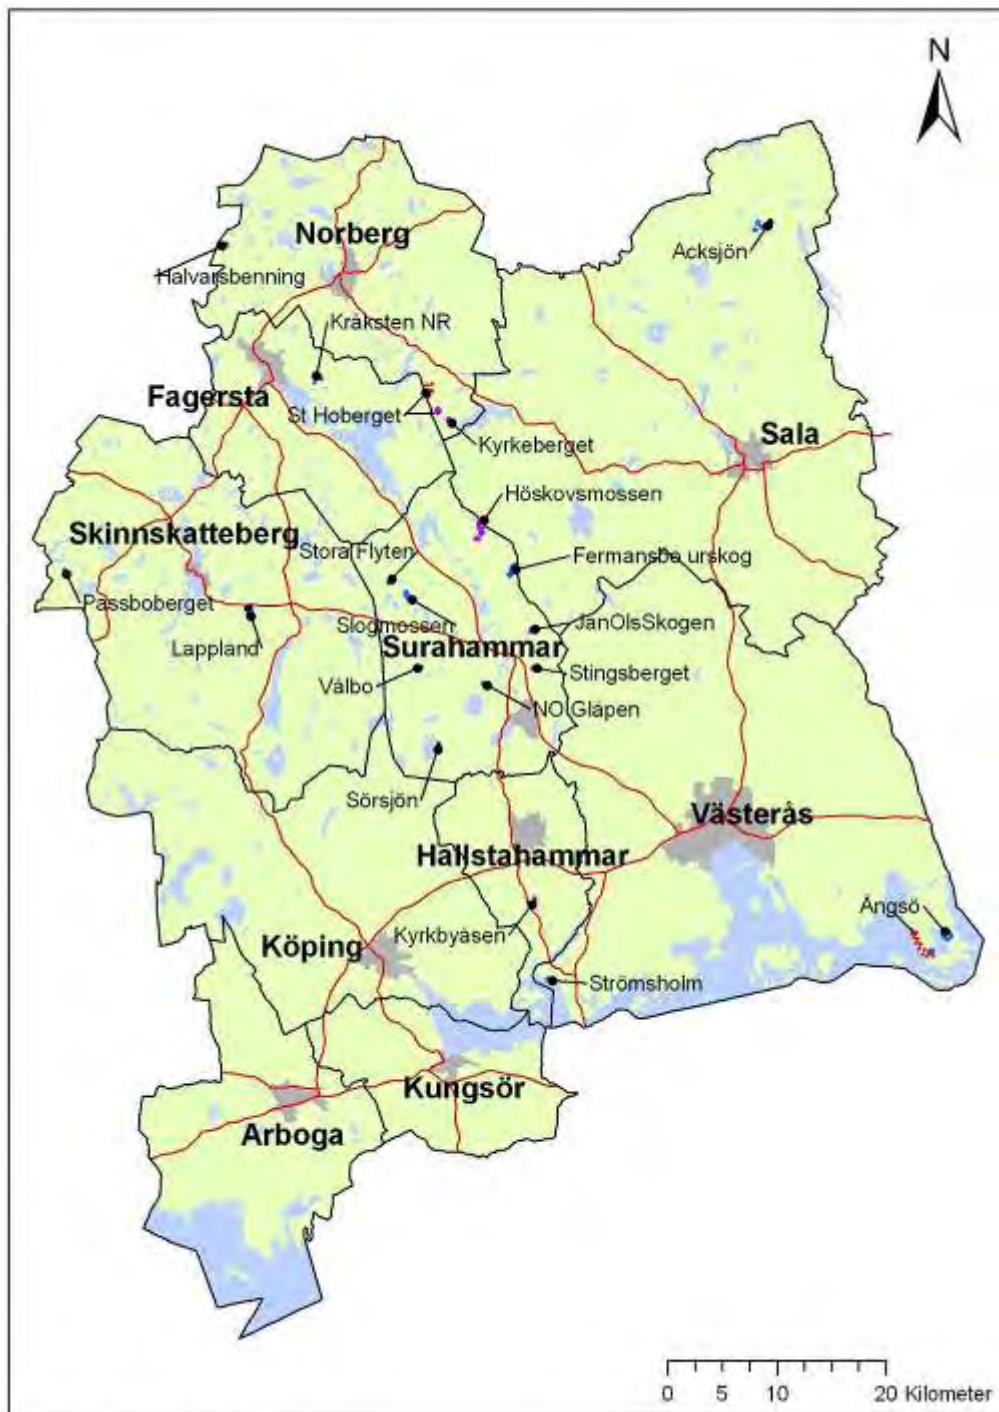 N
Norberg
Acksjön
Halvarsbenning
Kråksten NR
Fagersta
St Hoberget
Kyrkeberget
Sala
Höskovsmossen
Skinnskatteberg
Stora Flyten
Fermansbo urskog
Passboberget
Slogmossen
JanOlsSkogen
Lappland
Surahammar
Välbo
Stingsberget
NO Gläpen
Sörsjön
Västerås
Hallstahammar
Ängsö
Kyrkbyåsen
Köping
Strömsholm
Kungsör
Arboga
0 5 10 20 Kilometer